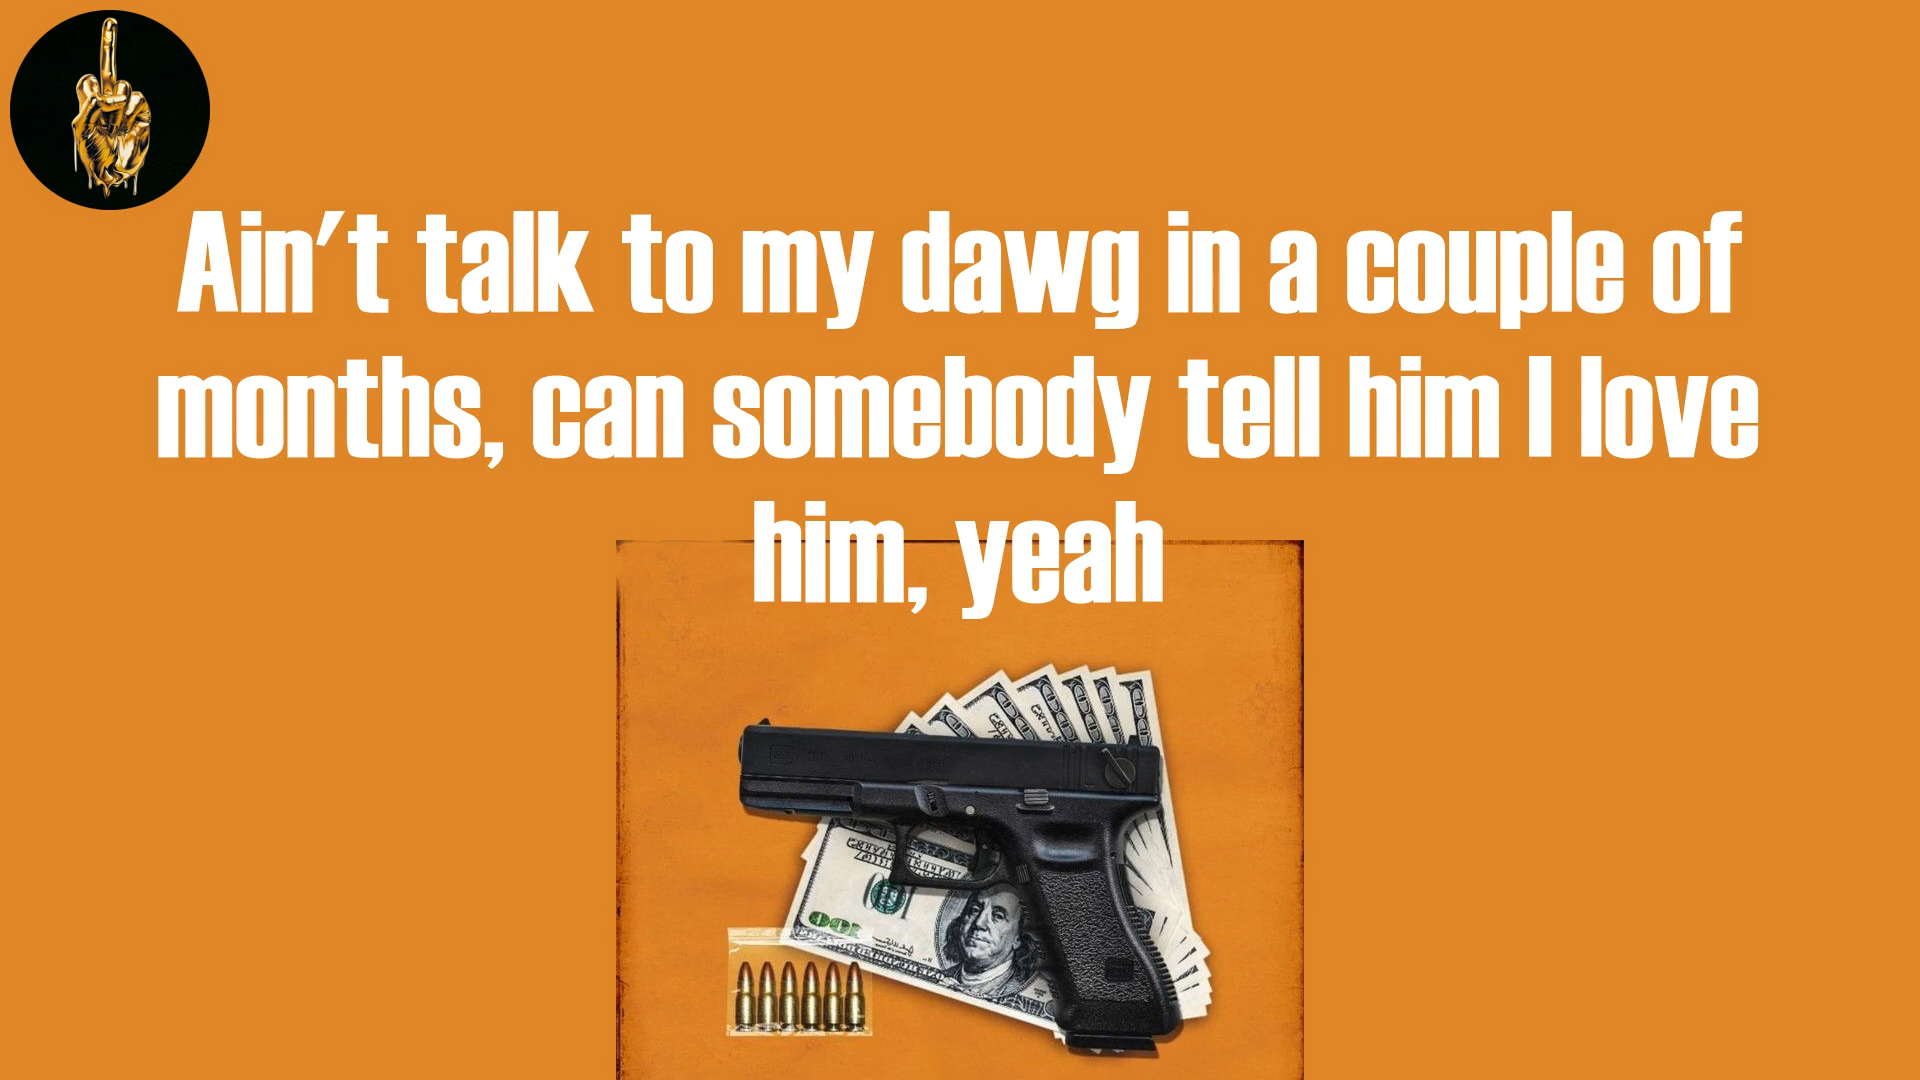 Ain't talk to my dawg in a couple of
months, can somebody tell him I love
him, yeah